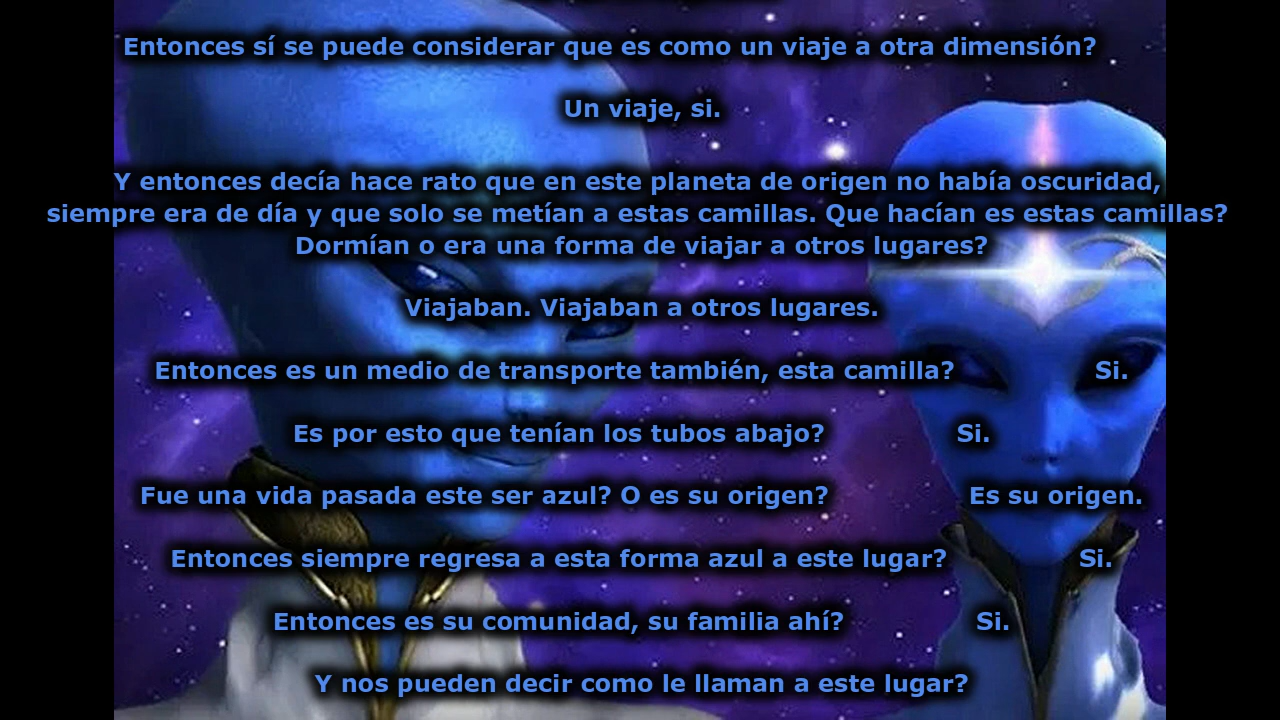 Entonces sí se puede considerar que es como un viaje a otra dimensión?
Un viaje, si.
Y entonces decía hace rato que en este planeta de origen no había oscuridad,
siempre era de día y que solo se metían a estas camillas. Que hacían es estas camillas?
Dormían o era una forma de viajar a otros lugares?
Viajaban. Viajaban a otros lugares.
Entonces es un medio de transporte también, esta camilla? Si.
Es por esto que tenían los tubos abajo? Si.
Fue una vida pasada este ser azul? O es su origen? Es su origen.
Entonces siempre regresa a esta forma azul a este lugar? Si.
Entonces es su comunidad, su familia ahí? Si.
Y nos pueden decir como le llaman a este lugar?